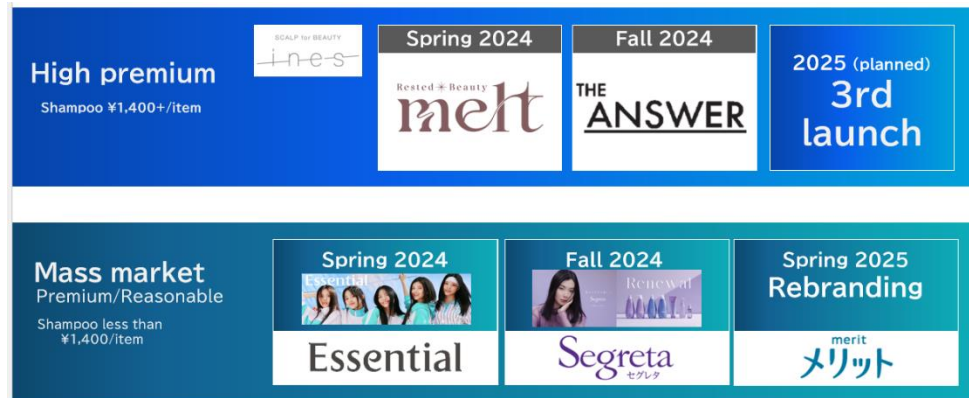 High premium
Shampoo ¥1,400+/item
SCALP for BEAUTY
ines
Spring 2024
Rested Beauty
melt
Fall 2024
THE
ANSWER
2025 (planned)
3rd
launch
Mass market
Premium/Reasonable
Shampoo less than
¥1,400/item
Spring 2024
Essential
Essential
Fall 2024
Renewal
Segreta
セグレタ
Spring 2025
Rebranding
merit
メリット